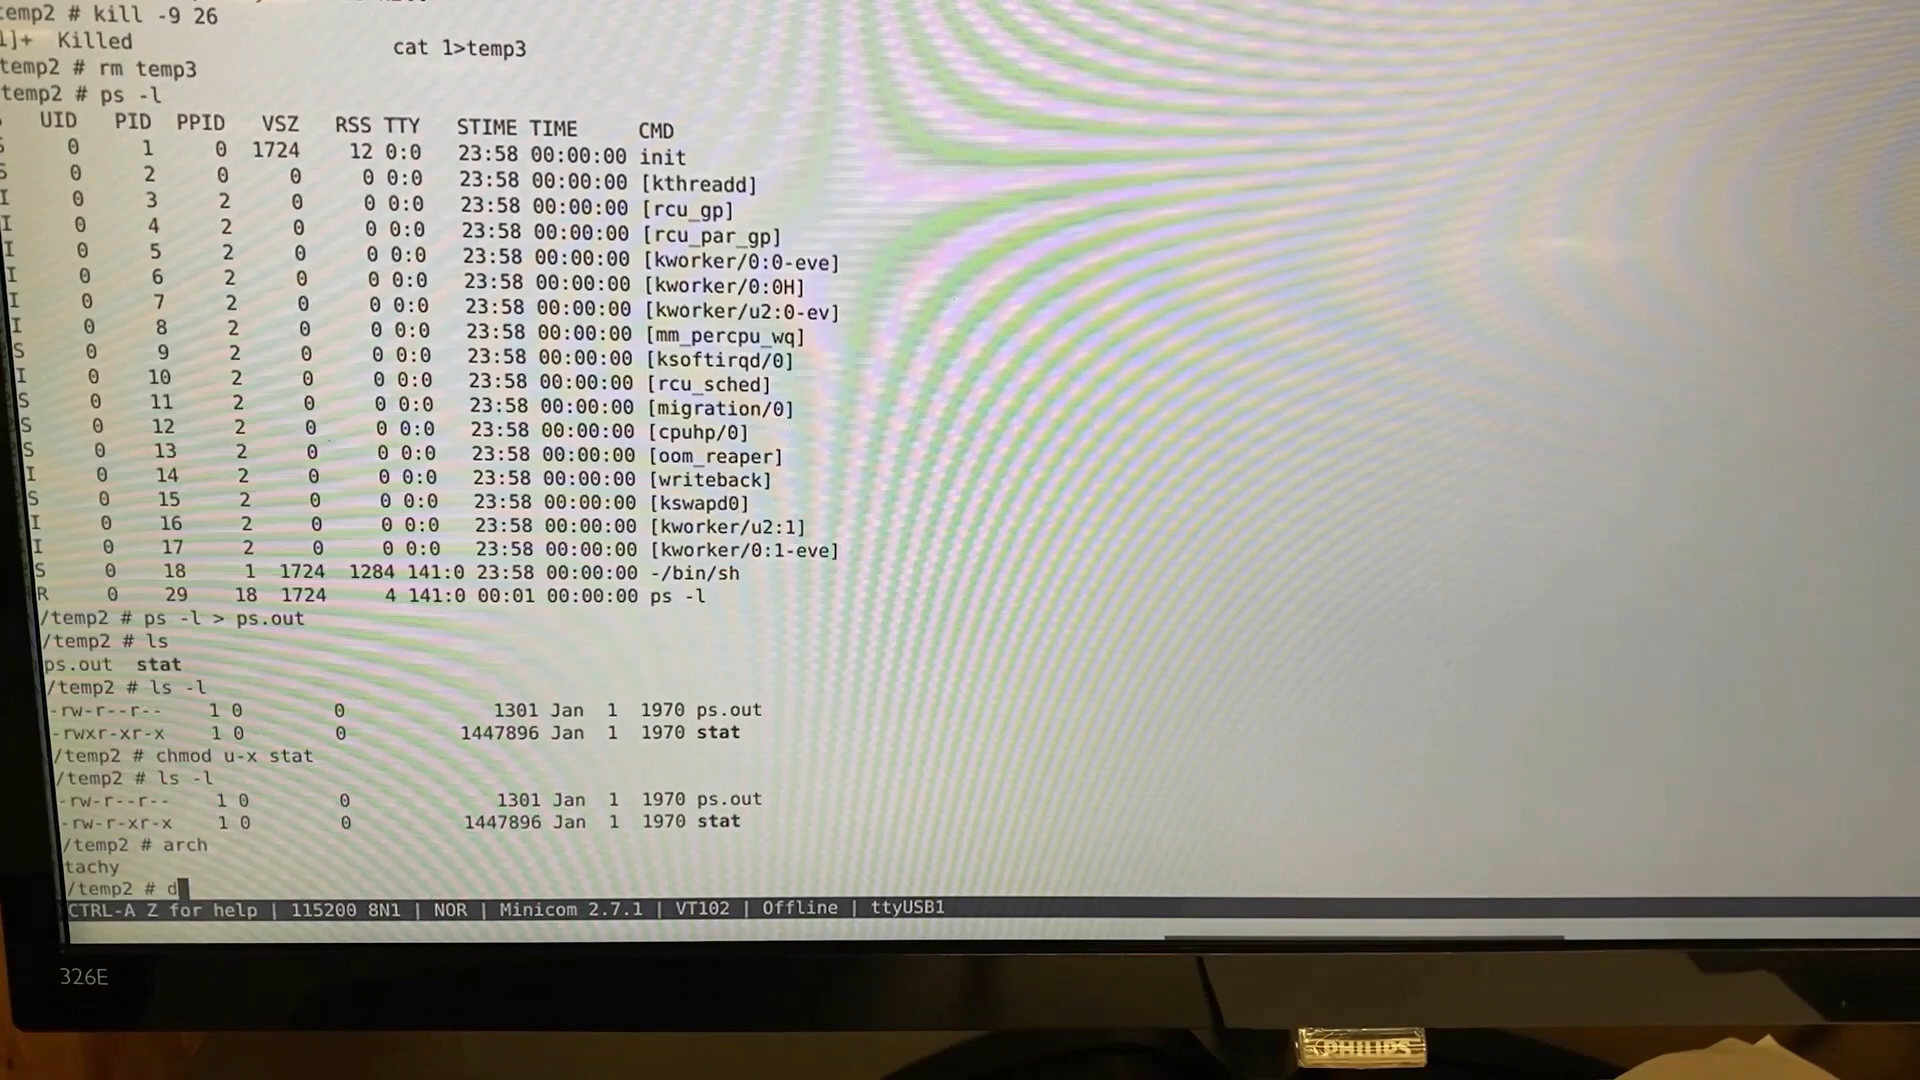 temp2 # kill -9 26
1]+  Killed                 cat 1>temp3
temp2 # rm temp3
temp2 # ps -l
UID PID PPID VSZ RSS TTY STIME TIME CMD
S 0 1 0 1724 12 0:0 23:58 00:00:00 init
S 0 2 0 0 0 0:0 23:58 00:00:00 [kthreadd]
I 0 3 2 0 0 0:0 23:58 00:00:00 [rcu_gp]
I 0 4 2 0 0 0:0 23:58 00:00:00 [rcu_par_gp]
I 0 5 2 0 0 0:0 23:58 00:00:00 [kworker/0:0-eve]
I 0 6 2 0 0 0:0 23:58 00:00:00 [kworker/0:0H]
I 0 7 2 0 0 0:0 23:58 00:00:00 [kworker/u2:0-ev]
I 0 8 2 0 0 0:0 23:58 00:00:00 [mm_percpu_wq]
S 0 9 2 0 0 0:0 23:58 00:00:00 [ksoftirqd/0]
I 0 10 2 0 0 0:0 23:58 00:00:00 [rcu_sched]
S 0 11 2 0 0 0:0 23:58 00:00:00 [migration/0]
S 0 12 2 0 0 0:0 23:58 00:00:00 [cpuhp/0]
S 0 13 2 0 0 0:0 23:58 00:00:00 [oom_reaper]
I 0 14 2 0 0 0:0 23:58 00:00:00 [writeback]
S 0 15 2 0 0 0:0 23:58 00:00:00 [kswapd0]
I 0 16 2 0 0 0:0 23:58 00:00:00 [kworker/u2:1]
I 0 17 2 0 0 0:0 23:58 00:00:00 [kworker/0:1-eve]
S 0 18 1 1724 1284 141:0 23:58 00:00:00 -/bin/sh
R 0 29 18 1724 4 141:0 00:01 00:00:00 ps -l
/temp2 # ps -l > ps.out
/temp2 # ls
ps.out  stat
/temp2 # ls -l
-rw-r--r-- 1 0 0 1301 Jan 1 1970 ps.out
-rwxr-xr-x 1 0 0 1447896 Jan 1 1970 stat
/temp2 # chmod u-x stat
/temp2 # ls -l
-rw-r--r-- 1 0 0 1301 Jan 1 1970 ps.out
-rw-r-xr-x 1 0 0 1447896 Jan 1 1970 stat
/temp2 # arch
tachy
/temp2 # d
CTRL-A Z for help | 115200 8N1 | NOR | Minicom 2.7.1 | VT102 | Offline | ttyUSB1
326E
PHILIPS